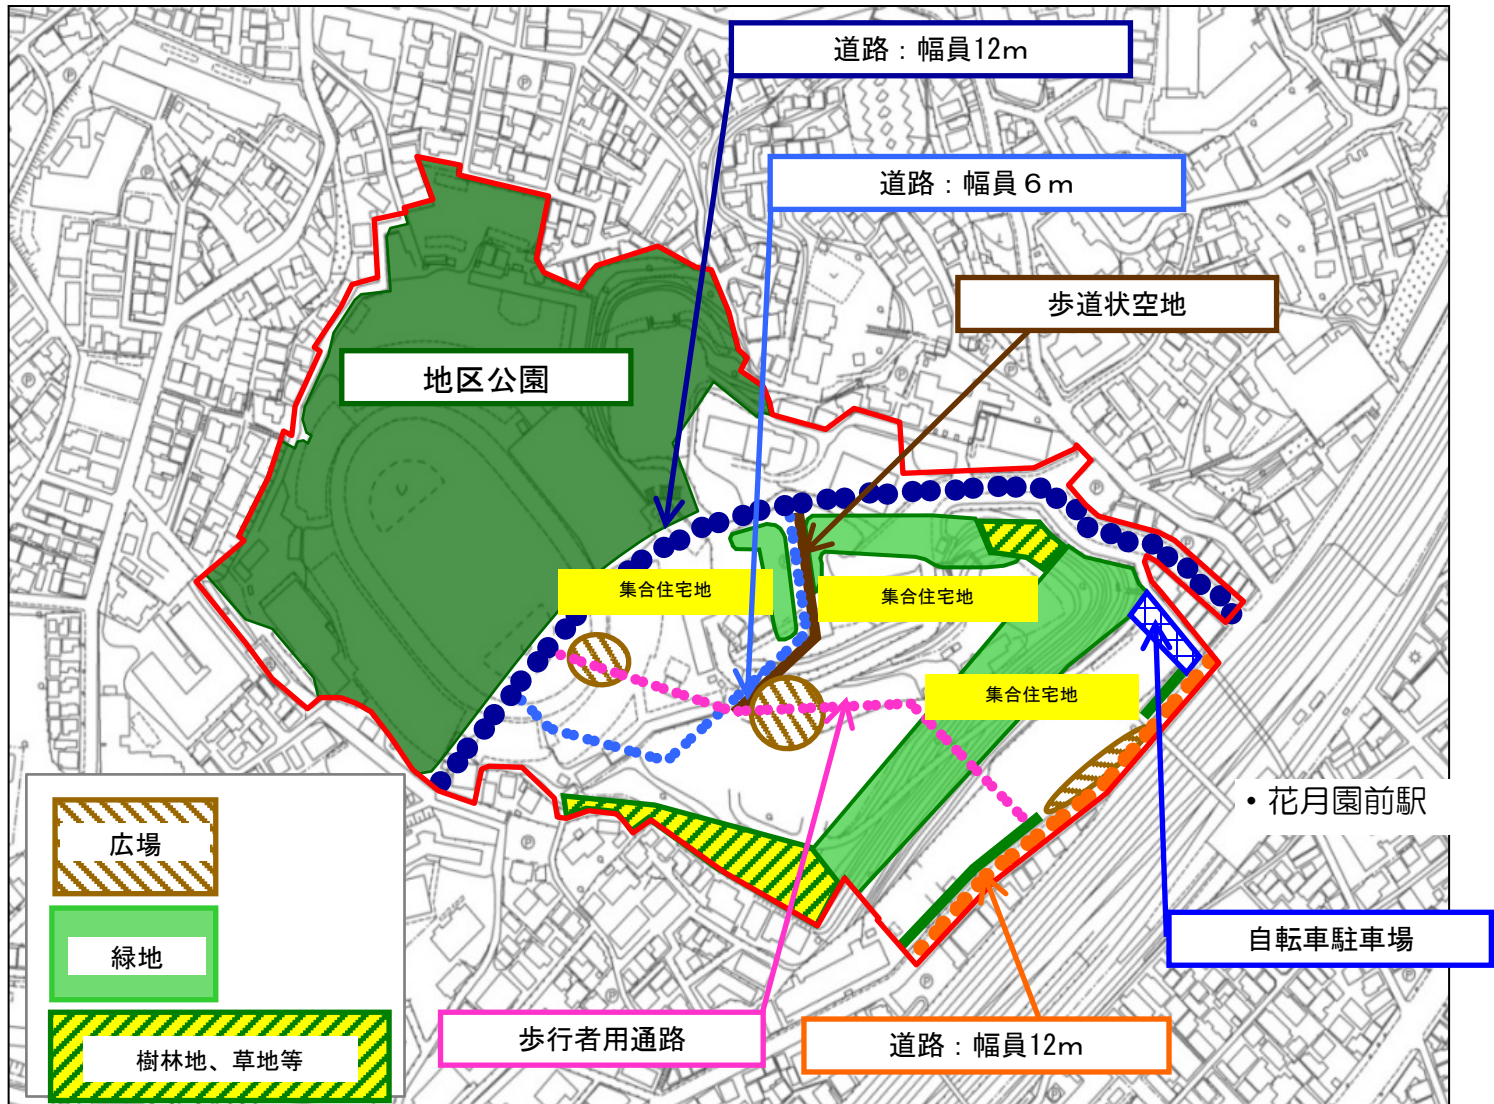 道路：幅員12m
道路：幅員６ｍ
歩道状空地
地区公園
集合住宅地
集合住宅地
集合住宅地
・花月園前駅
広場
緑地
樹林地、草地等
自転車駐車場
歩行者用通路
道路：幅員12m